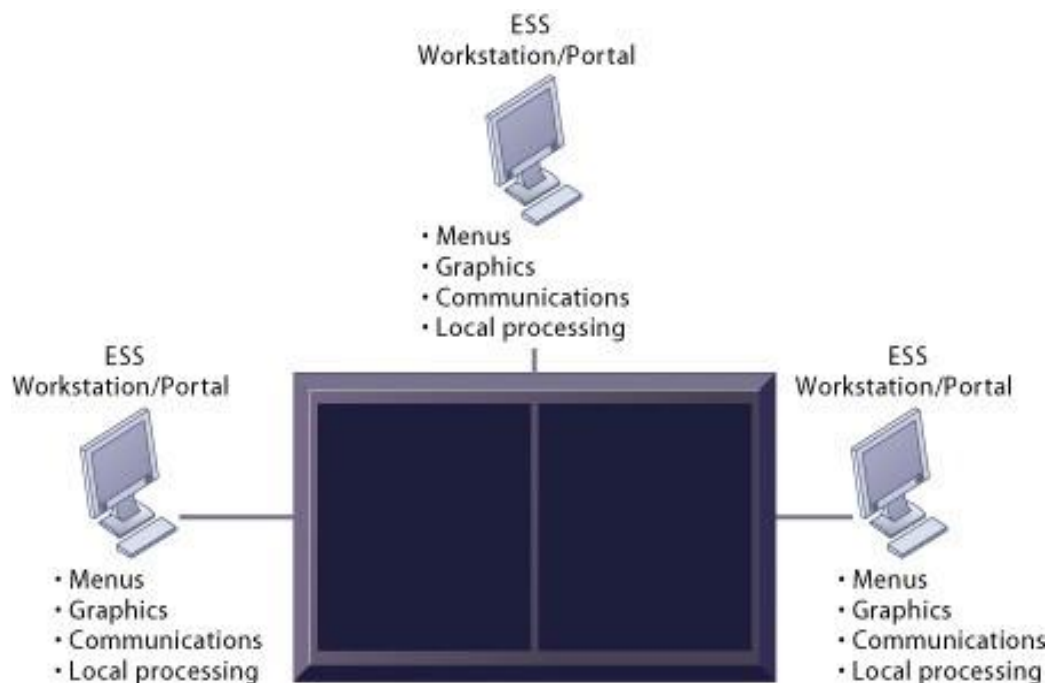 ESS
Workstation/Portal
• Menus
• Graphics
• Communications
• Local processing
ESS
Workstation/Portal
• Menus
• Graphics
• Communications
• Local processing
ESS
Workstation/Portal
• Menus
• Graphics
• Communications
• Local processing